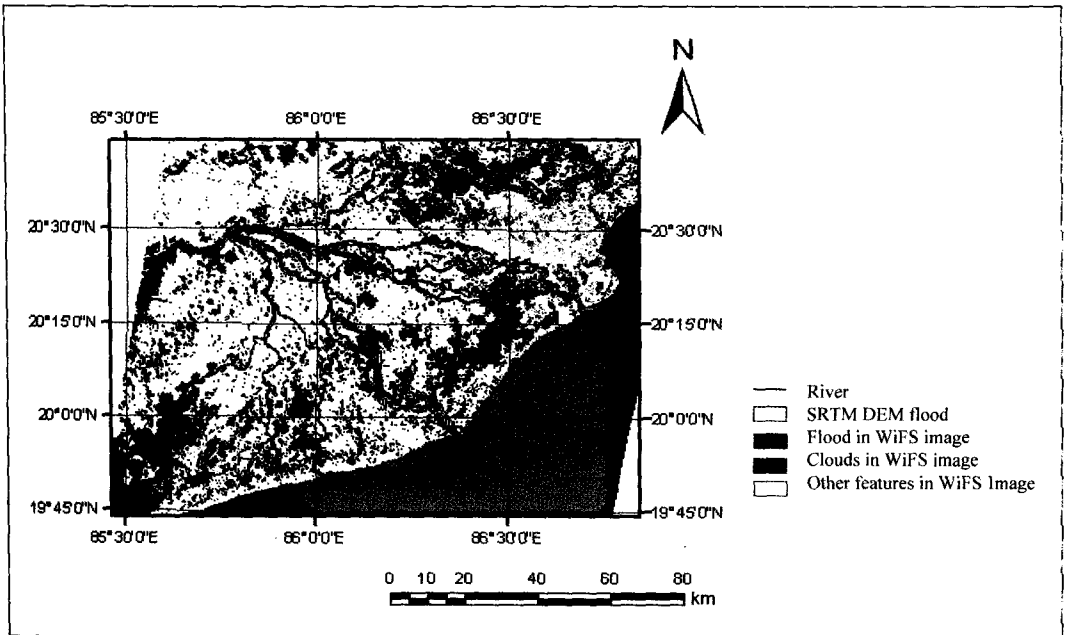 N
85°30'0"E 86°0'0"E 86°30'0"E
20°30'0"N 20°30'0"N
20°15'0"N 20°15'0"N
20°0'0"N 20°0'0"N
19°45'0"N 19°45'0"N
85°30'0"E 86°0'0"E 86°30'0"E
River
SRTM DEM flood
Flood in WiFS image
Clouds in WiFS image
Other features in WiFS Image
0 10 20 40 60 80
km